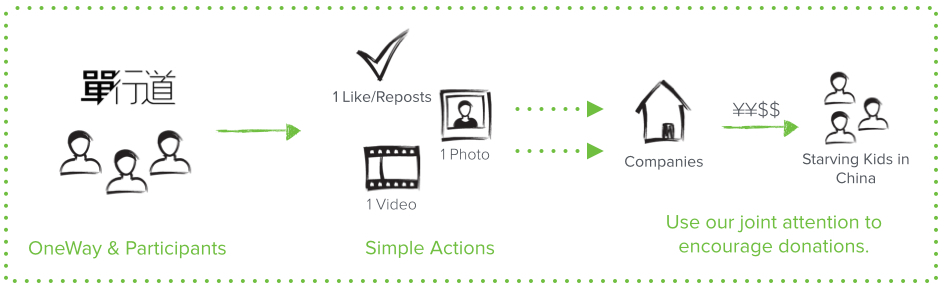 單行道
OneWay & Participants
1 Like/Reposts
1 Photo
1 Video
Simple Actions
Companies
¥¥$$
Starving Kids in
China
Use our joint attention to
encourage donations.